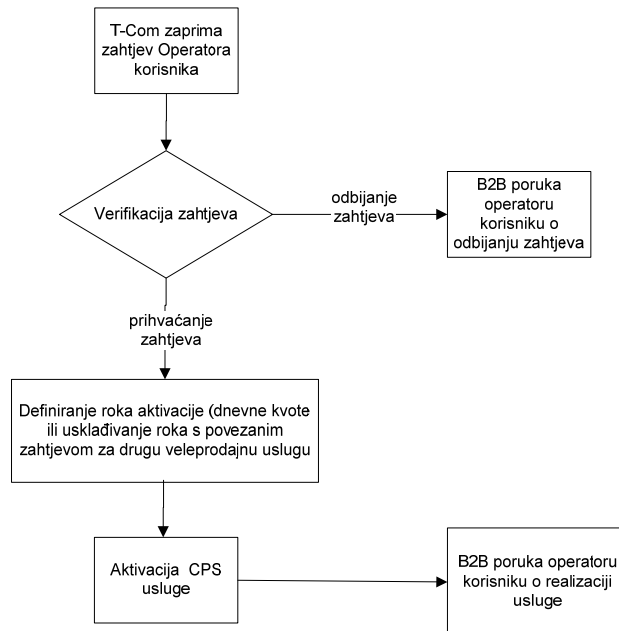 T-Com zaprima
zahtjev Operatora
korisnika
Verifikacija zahtjeva
odbijanje
zahtjeva
B2B poruka
operatoru
korisniku o
odbijanju zahtjeva
prihvaćanje
zahtjeva
Definiranje roka aktivacije (dnevne kvote
ili usklađivanje roka s povezanim
zahtjevom za drugu veleprodajnu uslugu
Aktivacija CPS
usluge
B2B poruka operatoru
korisniku o realizaciji
usluge